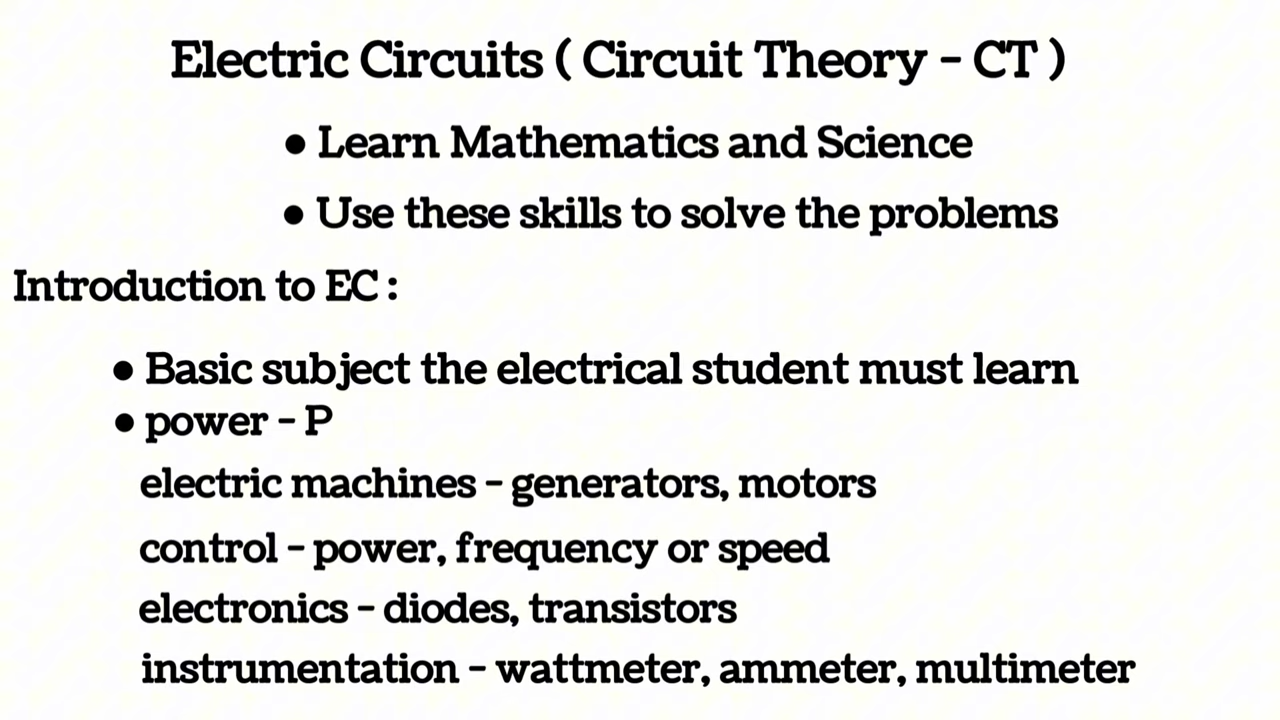 Electric Circuits ( Circuit Theory - CT )
● Learn Mathematics and Science
● Use these skills to solve the problems
Introduction to EC :
● Basic subject the electrical student must learn
● power - P
electric machines - generators, motors
control - power, frequency or speed
electronics - diodes, transistors
instrumentation - wattmeter, ammeter, multimeter